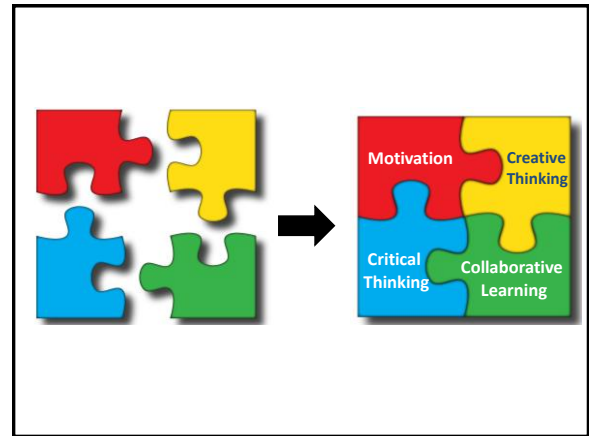 Motivation
Creative
Thinking
Critical
Thinking
Collaborative
Learning